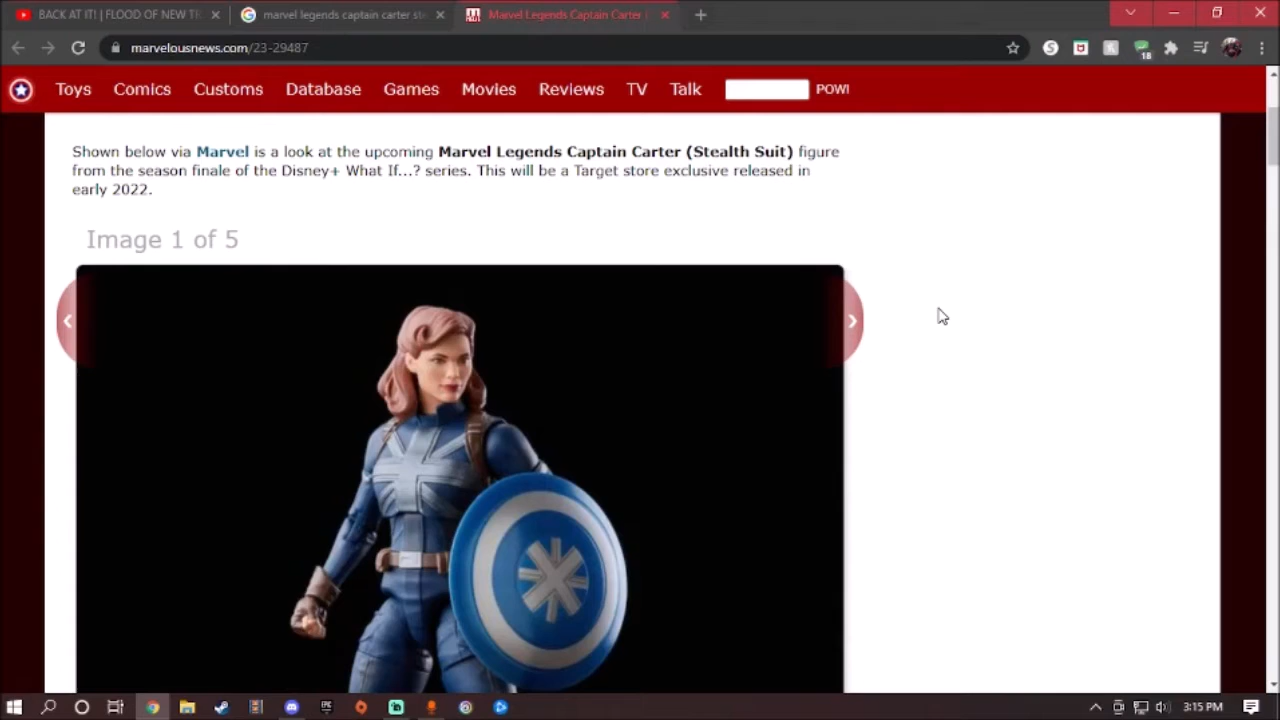 BACK AT IT! | FLOOD OF NEW TI
marvel legends captain carter ste
Marvel Legends Captain Carter (
marvelousnews.com/23-29487
18
Toys Comics Customs Database Games Movies Reviews TV Talk POW!
Shown below via Marvel is a look at the upcoming Marvel Legends Captain Carter (Stealth Suit) figure
from the season finale of the Disney+ What If...? series. This will be a Target store exclusive released in
early 2022.
Image 1 of 5
3:15 PM